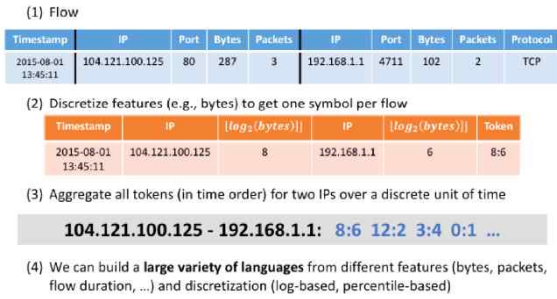 (1) Flow
Timestamp IP Port Bytes Packets IP Port Bytes Packets Protocol
2015-08-01 13:45:11 104.121.100.125 80 287 3 192.168.1.1 4711 102 2 TCP
(2) Discretize features (e.g., bytes) to get one symbol per flow
Timestamp IP ⌊log₂(bytes)⌋] IP ⌊log₂(bytes)⌋] Token
2015-08-01 13:45:11 104.121.100.125 8 192.168.1.1 6 8:6
(3) Aggregate all tokens (in time order) for two IPs over a discrete unit of time
104.121.100.125 - 192.168.1.1: 8:6 12:2 3:4 0:1 ...
(4) We can build a large variety of languages from different features (bytes, packets,
flow duration, ...) and discretization (log-based, percentile-based)